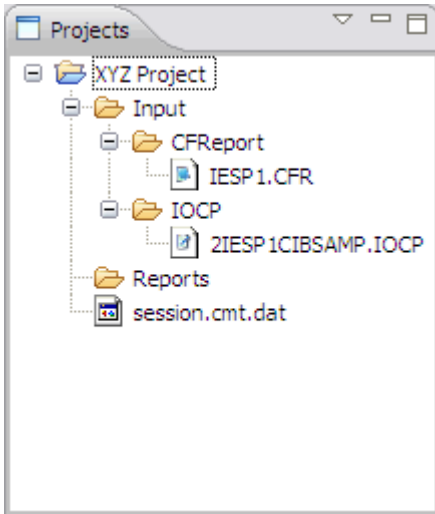 Projects
XYZ Project
Input
CFReport
IESP1.CFR
IOCP
2IESP1CIBSAMP.IOCP
Reports
session.cmt.dat